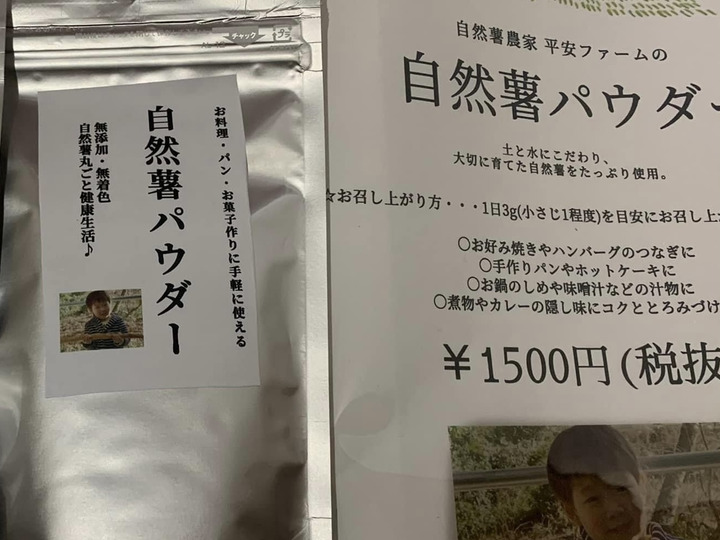 チャック
お料理・パン・お菓子作りに手軽に使える
自然薯パウダー
無添加・無着色
自然薯丸ごと健康生活♪
自然薯農家 平安ファームの
自然薯パウダー
土と水にこだわり、
大切に育てた自然薯をたっぷり使用。
☆お召し上がり方・・・1日3g(小さじ1程度)を目安にお召し上
〇お好み焼きやハンバーグのつなぎに
〇手作りパンやホットケーキに
〇お鍋のしめや味噌汁などの汁物に
〇煮物やカレーの隠し味にコクととろみづけ
￥1500円(税抜